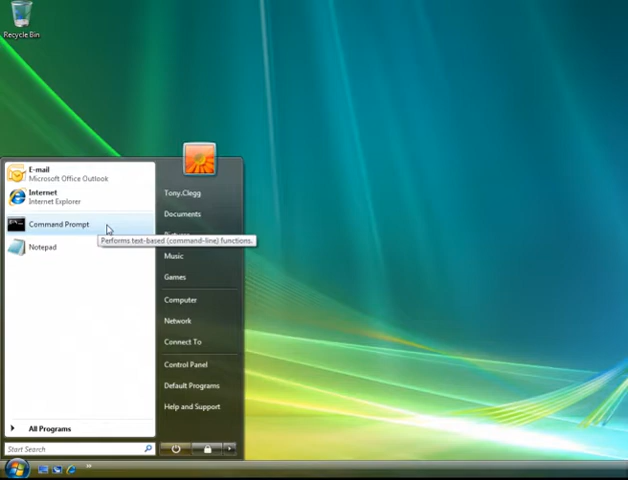 Recycle Bin
E-mail
Microsoft Office Outlook
Internet
Internet Explorer
Command Prompt
Performs text-based (command-line) functions.
Notepad
All Programs
Start Search
Tony.Clegg
Documents
Music
Games
Computer
Network
Connect To
Control Panel
Default Programs
Help and Support